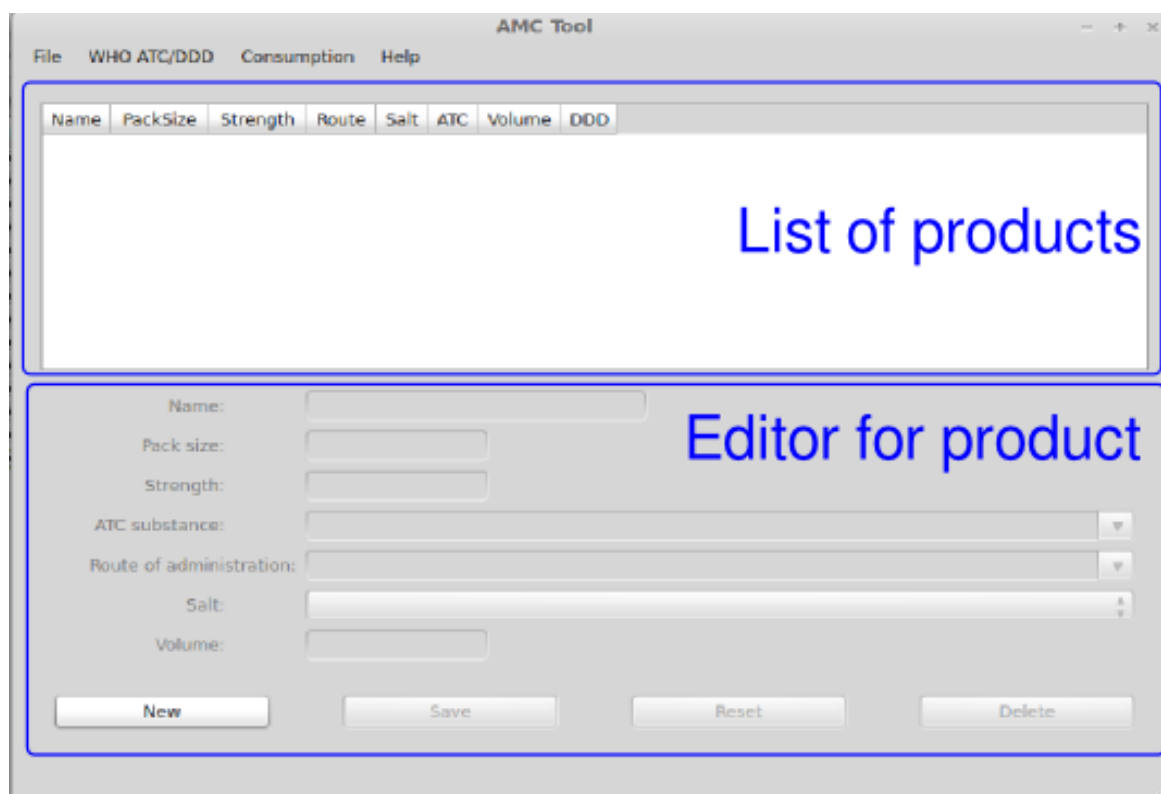 AMC Tool
File WHO ATC/DDD Consumption Help
Name PackSize Strength Route Salt ATC Volume DDD
List of products
Editor for product
Name:
Pack size:
Strength:
ATC substance:
Route of administration:
Salt:
Volume:
New Save Reset Delete